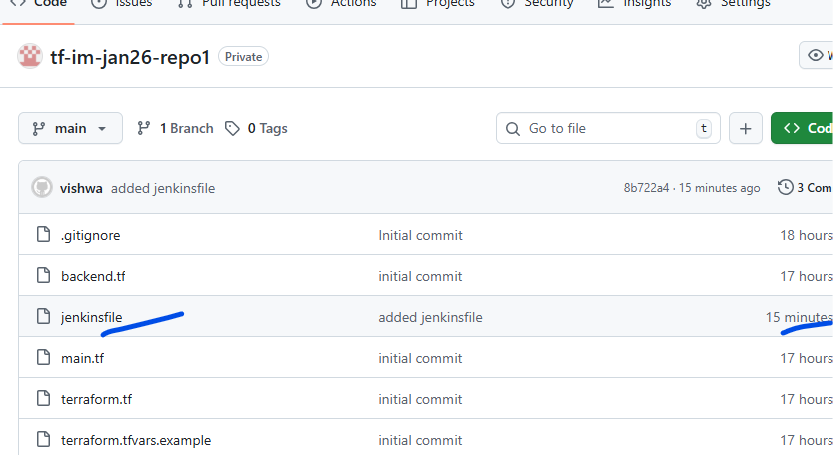 Code Issues Pull requests Actions Projects Security Insights Settings
tf-im-jan26-repo1 Private
main 1 Branch 0 Tags Go to file t + <> Cod
vishwa added jenkinsfile 8b722a4 · 15 minutes ago 3 Com
.gitignore Initial commit 18 hours
backend.tf initial commit 17 hours
jenkinsfile added jenkinsfile 15 minutes
main.tf initial commit 17 hours
terraform.tf initial commit 17 hours
terraform.tfvars.example initial commit 17 hours